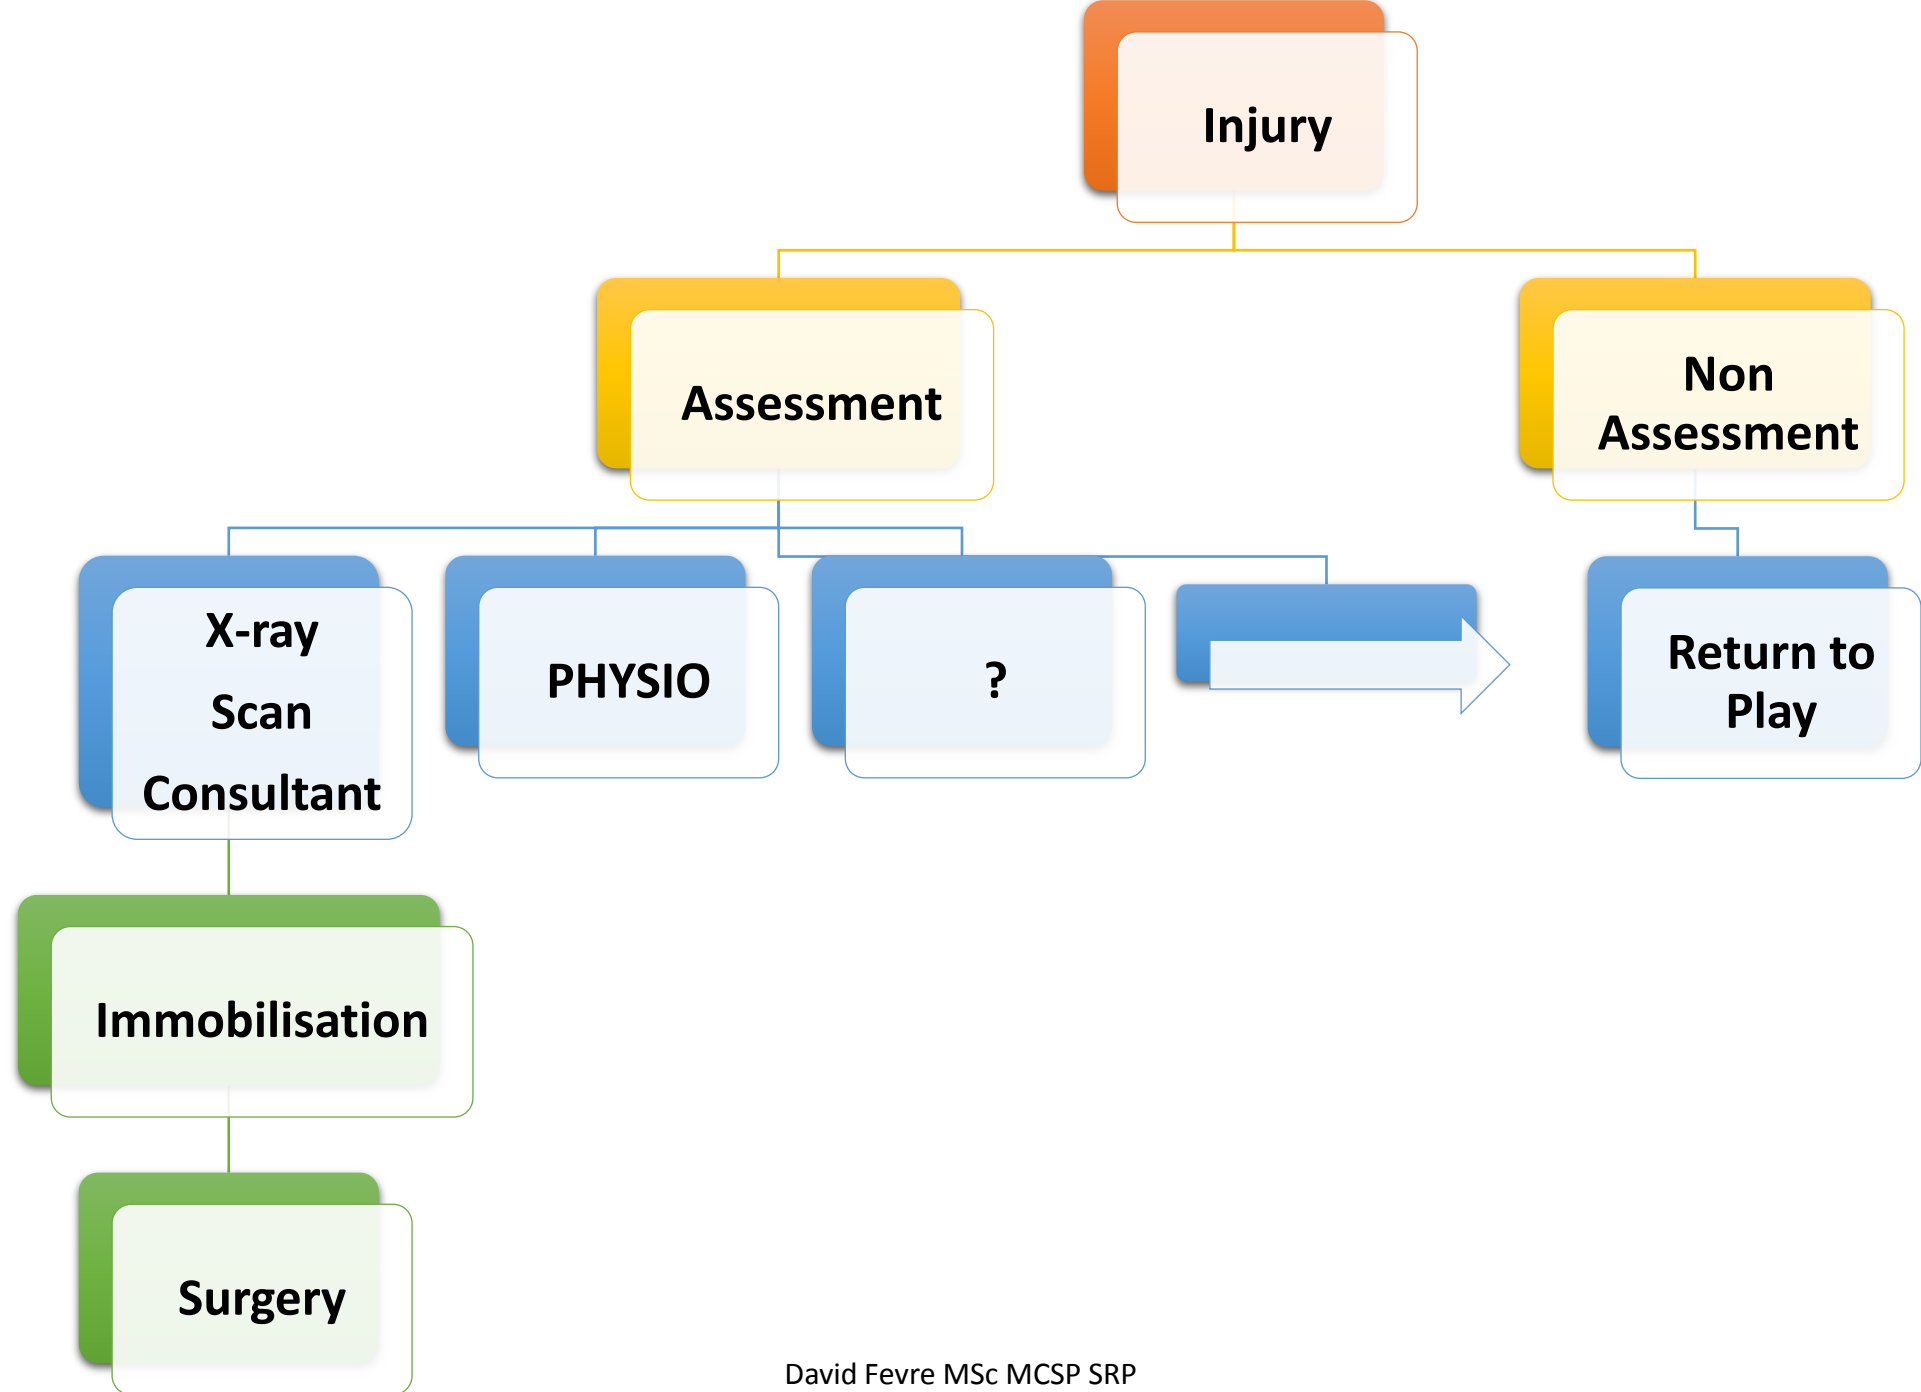 Injury
Assessment
Non
Assessment
X-ray
Scan
Consultant
PHYSIO
?
Return to
Play
Immobilisation
Surgery
David Fevre MSc MCSP SRP